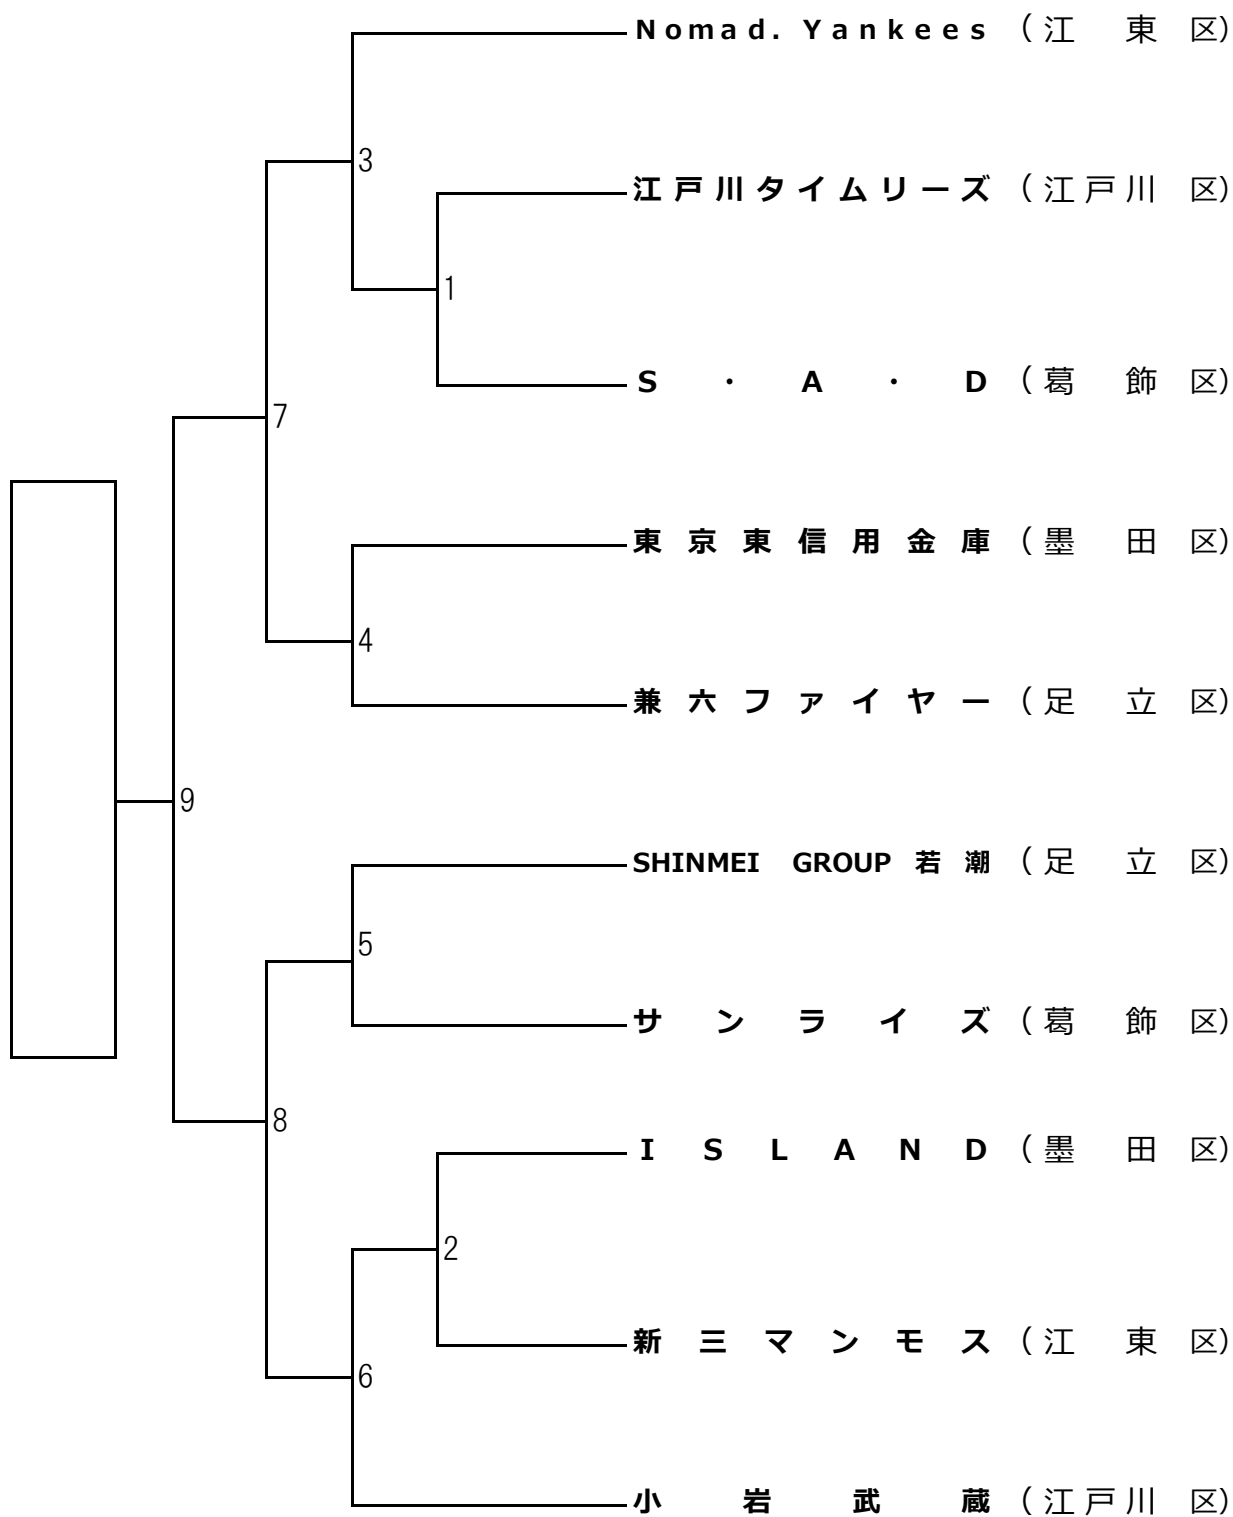 Nomad. Yankees (江東区)
3
江戸川タイムリーズ (江戸川区)
1
S・A・D (葛飾区)
7
東京東信用金庫 (墨田区)
4
兼六ファイヤー (足立区)
9
SHINMEI GROUP 若潮 (足立区)
5
サンライズ (葛飾区)
8
ISLAND (墨田区)
2
新三マンモス (江東区)
6
小岩武蔵 (江戸川区)